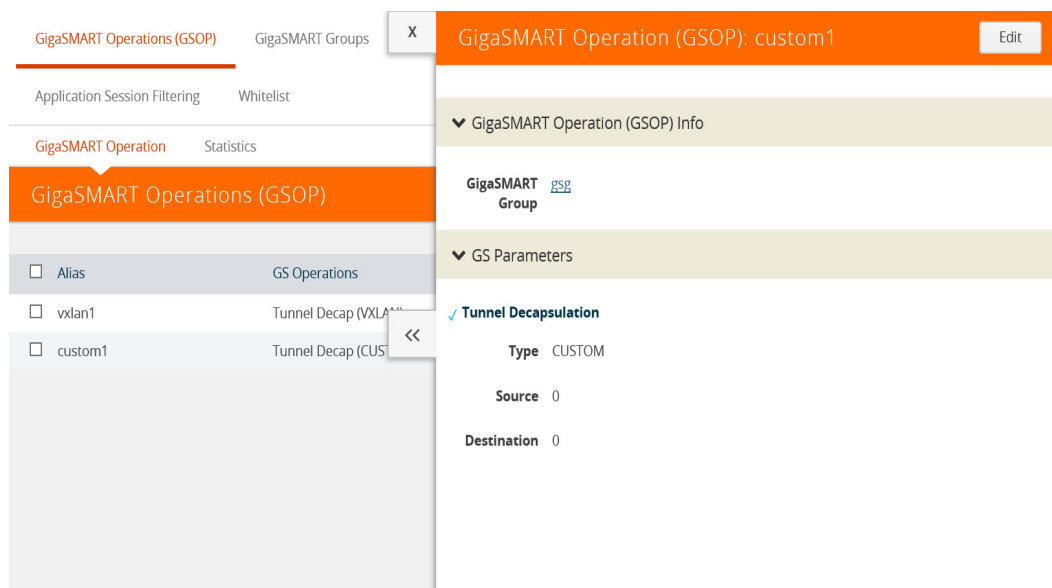 GigaSMART Operations (GSOP) GigaSMART Groups
Application Session Filtering Whitelist
GigaSMART Operation Statistics
GigaSMART Operations (GSOP)
Alias GS Operations
vxlan1 Tunnel Decap (VXLAN)
custom1 Tunnel Decap (CUST
X
<<
GigaSMART Operation (GSOP): custom1 Edit
GigaSMART Operation (GSOP) Info
GigaSMART gsg
Group
GS Parameters
✓ Tunnel Decapsulation
Type CUSTOM
Source 0
Destination 0